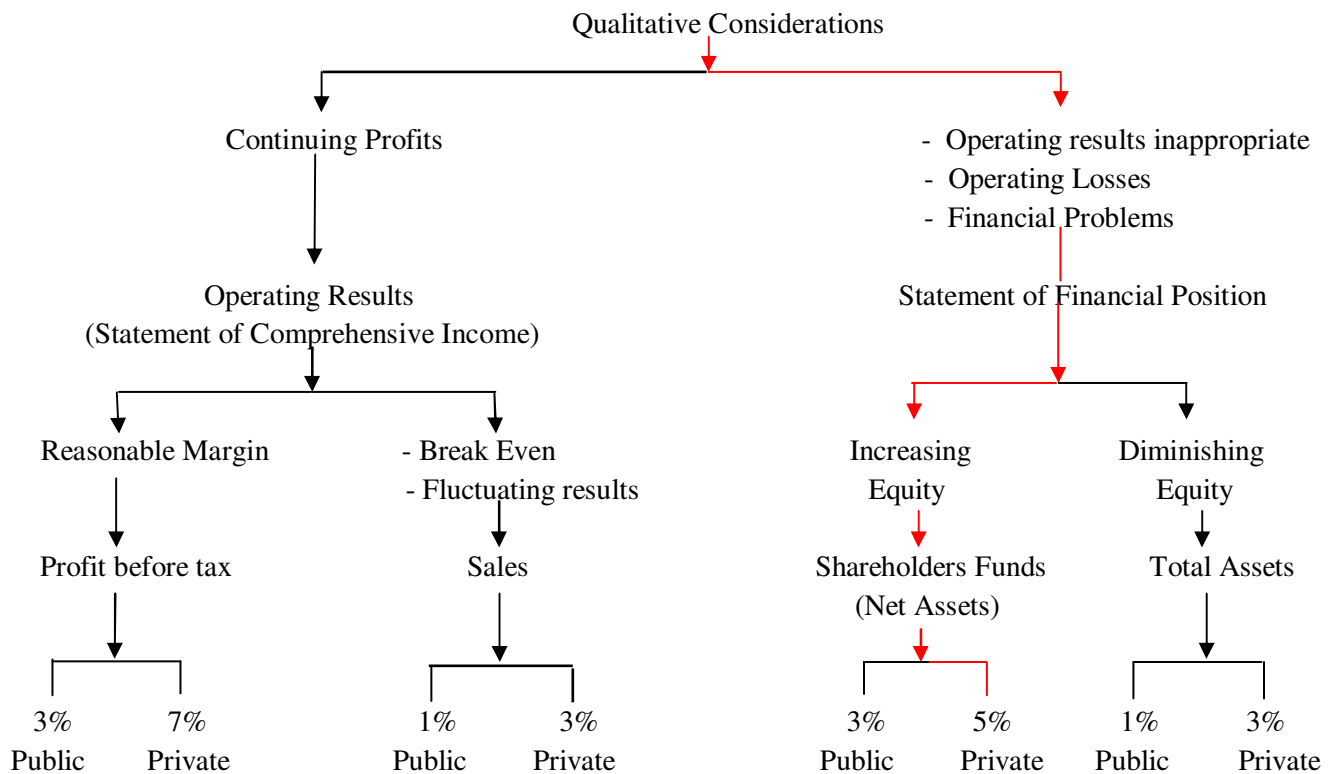 Qualitative Considerations
Continuing Profits
- Operating results inappropriate
- Operating Losses
- Financial Problems
Operating Results
(Statement of Comprehensive Income)
Statement of Financial Position
Reasonable Margin
- Break Even
- Fluctuating results
Increasing
Equity
Diminishing
Equity
Profit before tax
Sales
Shareholders Funds
(Net Assets)
Total Assets
3% 7% 1% 3% 3% 5% 1% 3%
Public Private Public Private Public Private Public Private